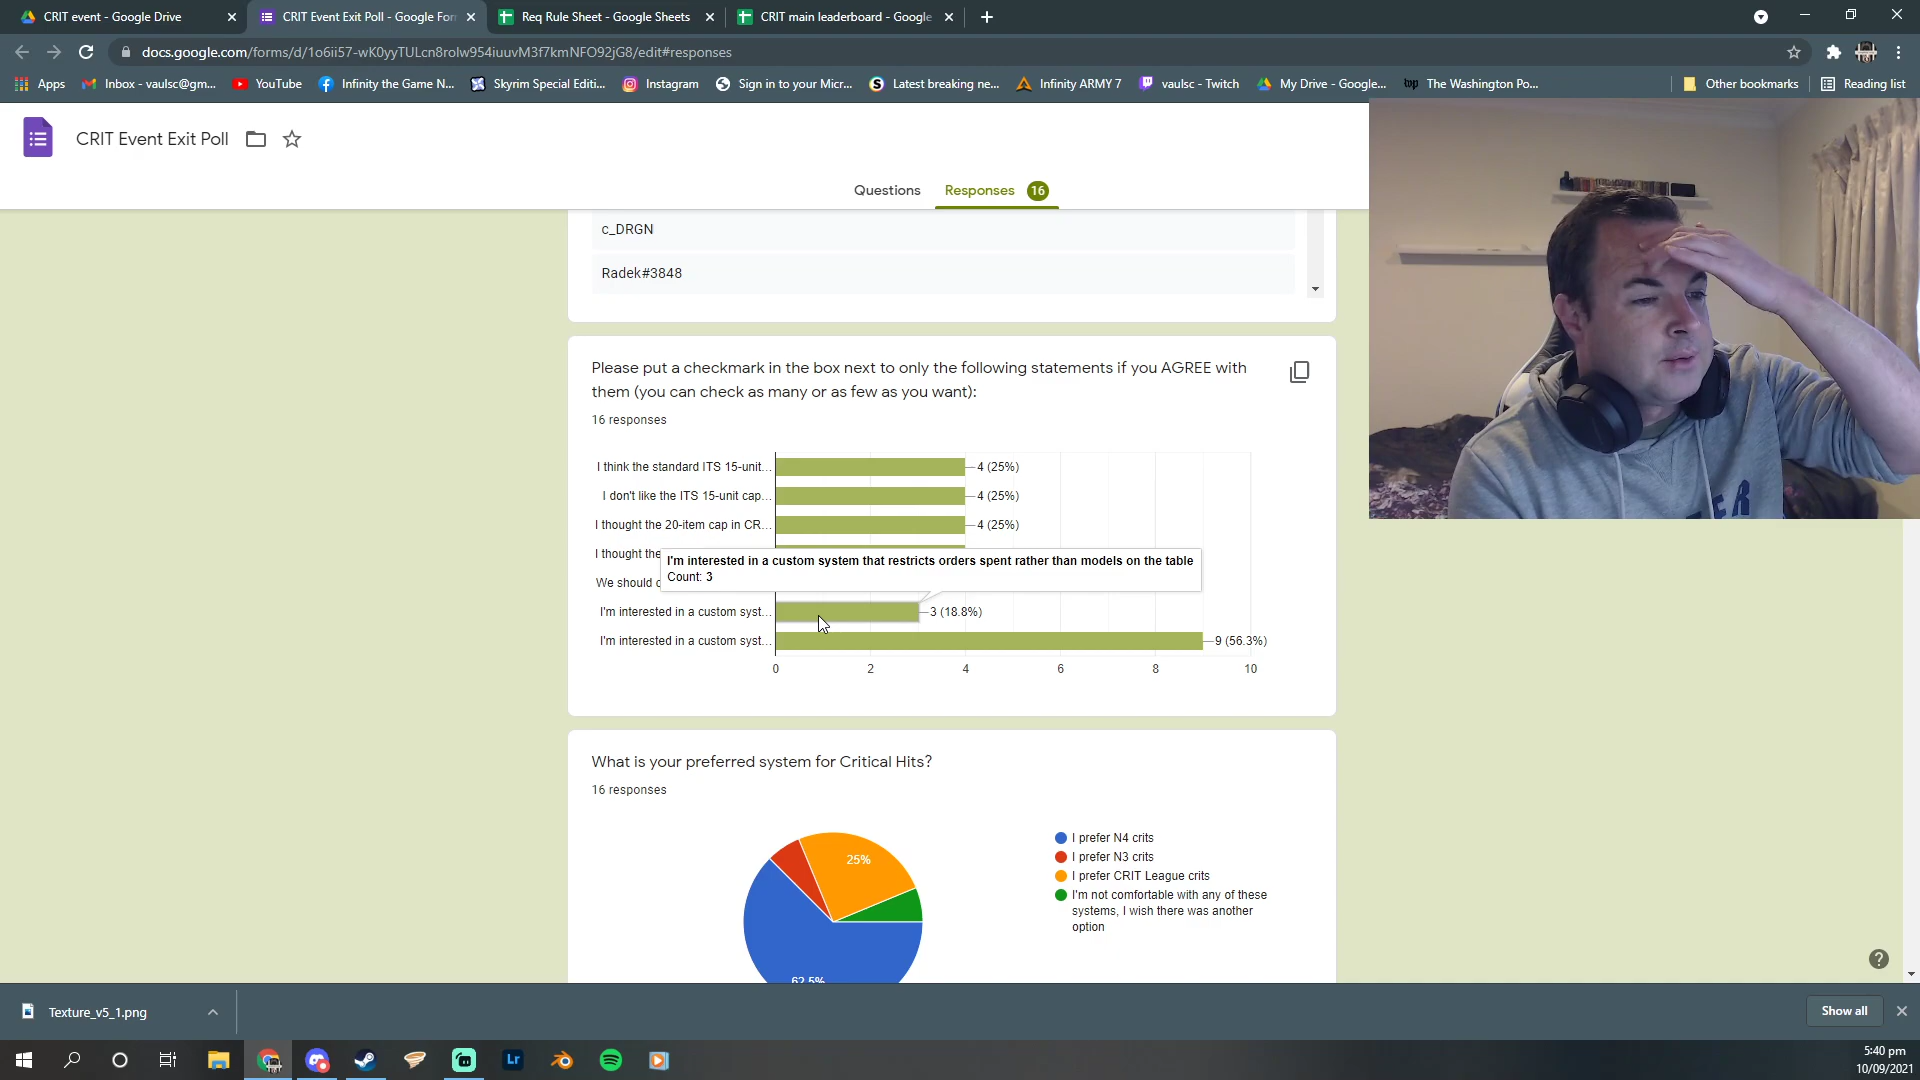 CRIT event - Google Drive
CRIT Event Exit Poll - Google For
Req Rule Sheet - Google Sheets
CRIT main leaderboard - Google
docs.google.com/forms/d/1o6ii57-wK0yyTULcn8rolw954iuuvM3f7kmNFO92jG8/edit#responses
Apps
Inbox - vaulsc@gm...
YouTube
Infinity the Game N...
Skyrim Special Editi...
Instagram
Sign in to your Micr...
Latest breaking ne...
Infinity ARMY 7
vaulsc - Twitch
My Drive - Google...
The Washington Po...
Other bookmarks
Reading list
CRIT Event Exit Poll
Questions
Responses 16
c_DRGN
Radek#3848
Please put a checkmark in the box next to only the following statements if you AGREE with
them (you can check as many or as few as you want):
16 responses
I think the standard ITS 15-unit... 4 (25%)
I don't like the ITS 15-unit cap... 4 (25%)
I thought the 20-item cap in CR... 4 (25%)
I thought the
I'm interested in a custom system that restricts orders spent rather than models on the table
Count: 3
We should
I'm interested in a custom syst... 3 (18.8%)
I'm interested in a custom syst... 9 (56.3%)
0 2 4 6 8 10
What is your preferred system for Critical Hits?
16 responses
25%
62.5%
I prefer N4 crits
I prefer N3 crits
I prefer CRIT League crits
I'm not comfortable with any of these
systems, I wish there was another
option
Texture_v5_1.png
Show all
Lr
5:40 pm
10/09/2021